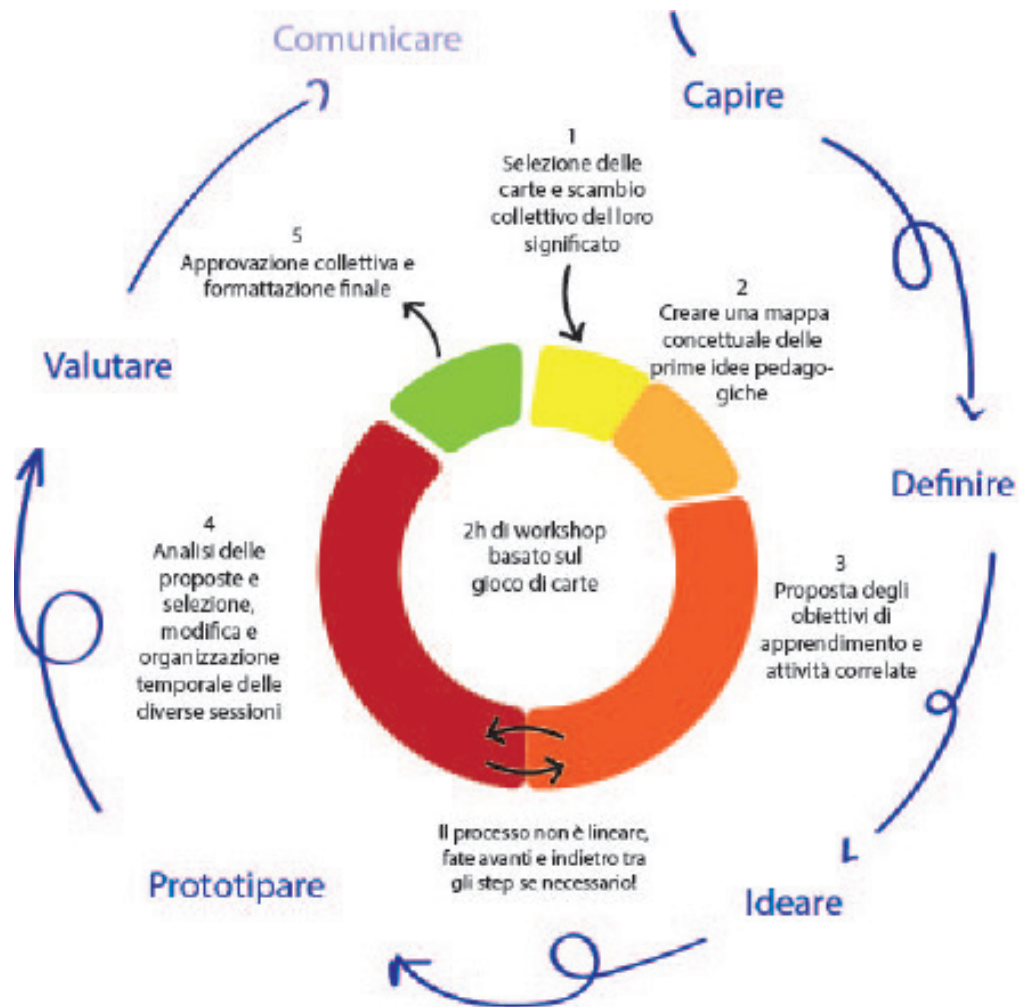 Comunicare
Capire
1
Selezione delle
carte e scambio
collettivo del loro
significato
5
Approvazione collettiva e
formattazione finale
2
Creare una mappa
concettuale delle
prime idee pedago-
giche
Valutare
Definire
2h di workshop
basato sul
gioco di carte
4
Analisi delle
proposte e
selezione,
modifica e
organizzazione
temporale delle
diverse sessioni
3
Proposta degli
obiettivi di
apprendimento e
attività correlate
Il processo non è lineare,
fate avanti e indietro tra
gli step se necessario!
Prototipare
Ideare